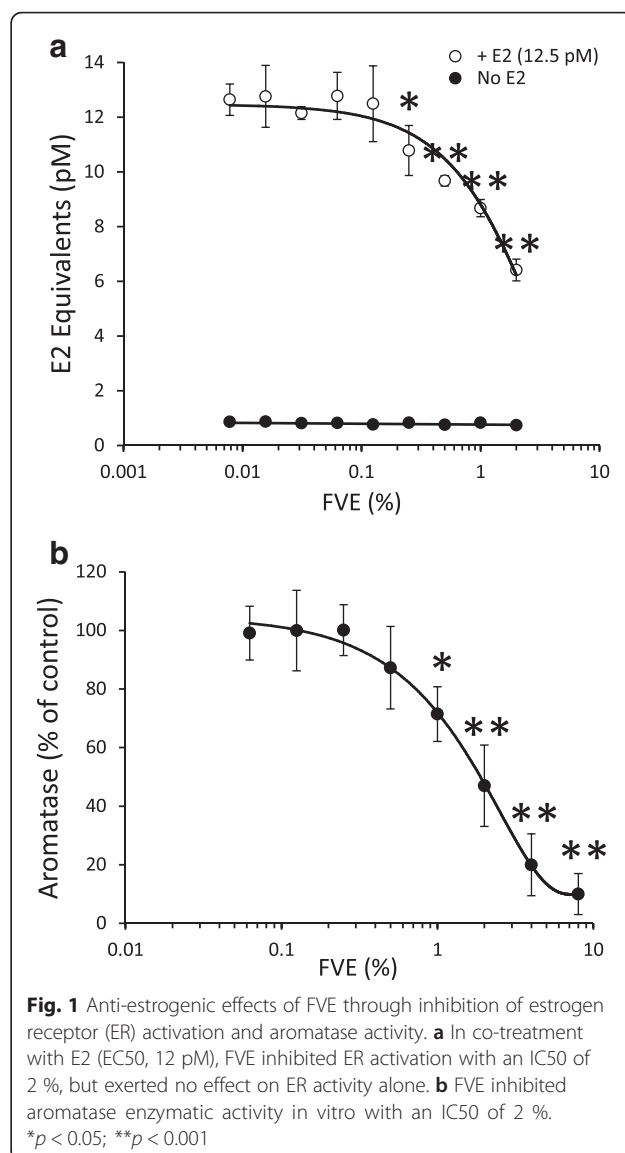 a
+ E2 (12.5 pM)
No E2
E2 Equivalents (pM)
14
12
10
8
6
4
2
0
*
**
**
**
0.001
0.01
0.1
1
10
FVE (%)
b
Aromatase (% of control)
120
100
80
60
40
20
0
*
**
**
**
0.01
0.1
1
10
FVE (%)
Fig. 1 Anti-estrogenic effects of FVE through inhibition of estrogen
receptor (ER) activation and aromatase activity. a In co-treatment
with E2 (EC50, 12 pM), FVE inhibited ER activation with an IC50 of
2 %, but exerted no effect on ER activity alone. b FVE inhibited
aromatase enzymatic activity in vitro with an IC50 of 2 %.
*p < 0.05; **p < 0.001